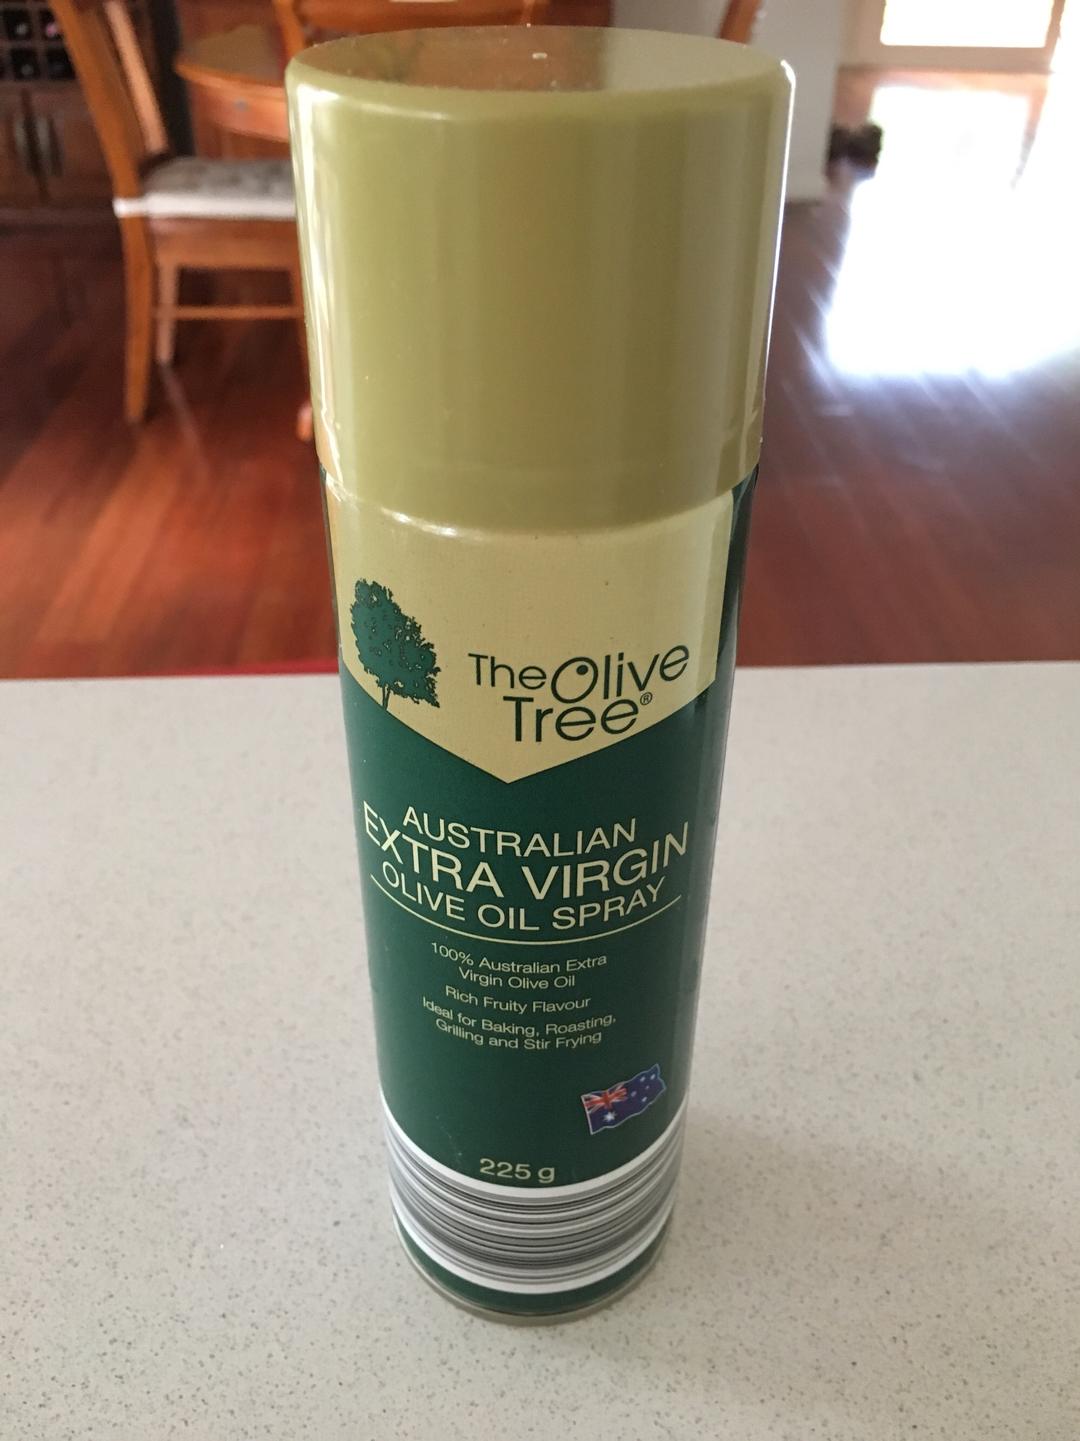 The Olive
Tree®
AUSTRALIAN
EXTRA VIRGIN
OLIVE OIL SPRAY
100% Australian Extra
Virgin Olive Oil
Rich Fruity Flavour
Ideal for Baking, Roasting,
Grilling and Stir Frying
225 g